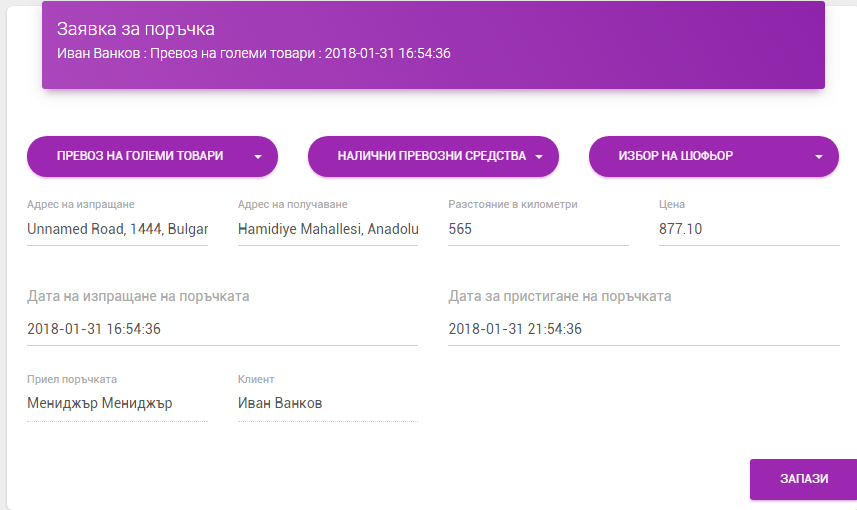 Заявка за поръчка
Иван Ванков : Превоз на големи товари : 2018-01-31 16:54:36
ПРЕВОЗ НА ГОЛЕМИ ТОВАРИ
НАЛИЧНИ ПРЕВОЗНИ СРЕДСТВА
ИЗБОР НА ШОФЬОР
Адрес на изпращане
Адрес на получаване
Разстояние в километри
Цена
Unnamed Road, 1444, Bulgar
Hamidiye Mahallesi, Anadolu
565
877.10
Дата на изпращане на поръчката
Дата за пристигане на поръчката
2018-01-31 16:54:36
2018-01-31 21:54:36
Приел поръчката
Клиент
Мениджър Мениджър
Иван Ванков
ЗАПАЗИ